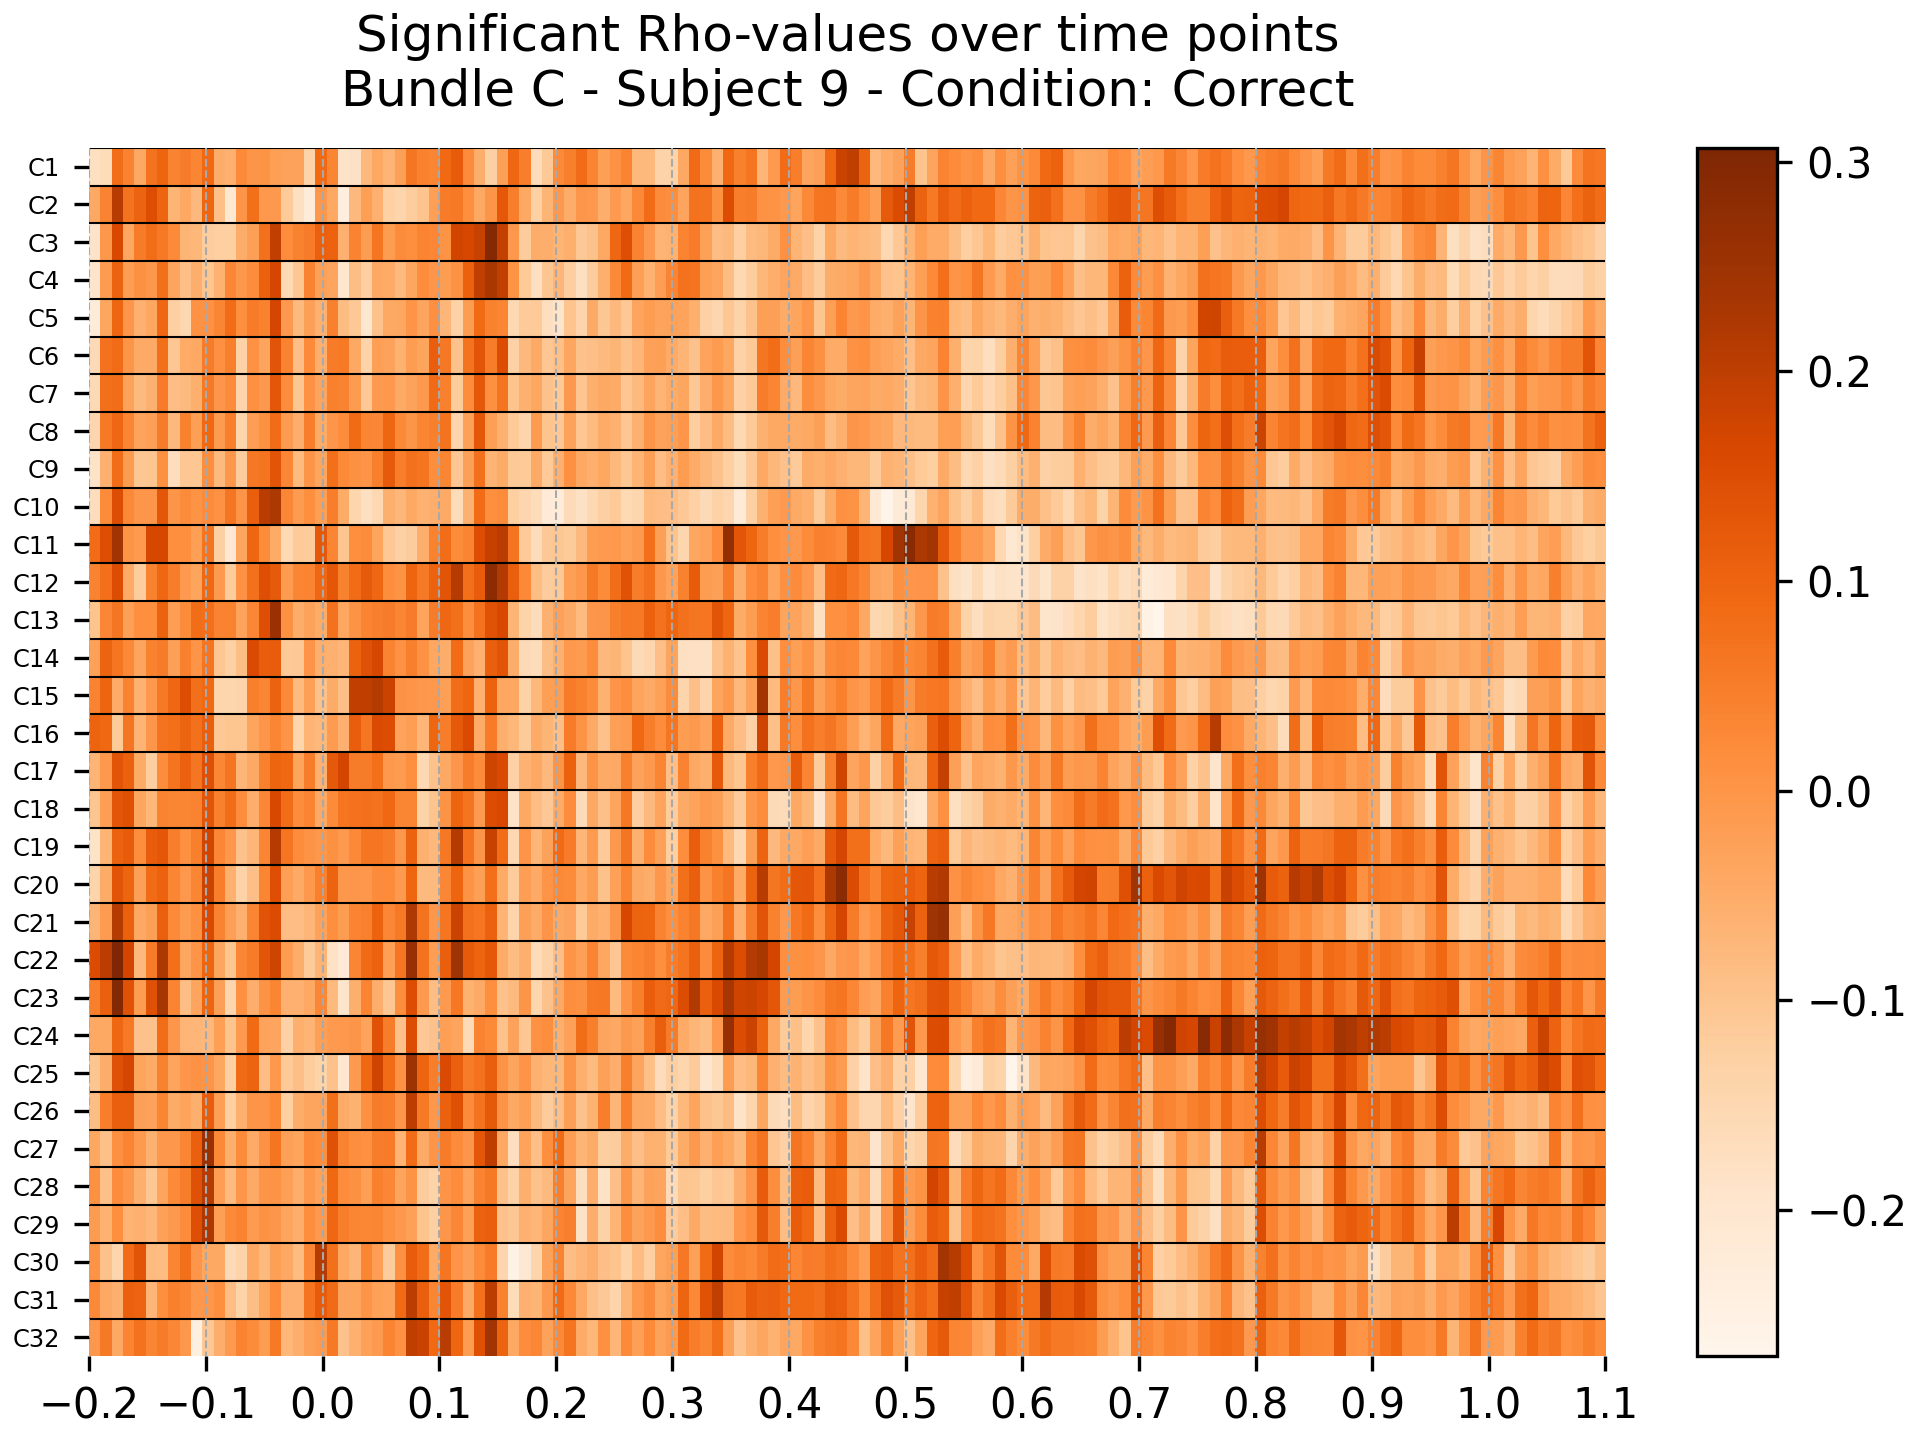 Significant Rho-values over time points
Bundle C - Subject 9 - Condition: Correct
C1
C2
C3
C4
C5
C6
C7
C8
C9
C10
C11
C12
C13
C14
C15
C16
C17
C18
C19
C20
C21
C22
C23
C24
C25
C26
C27
C28
C29
C30
C31
C32
−0.2 −0.1 0.0 0.1 0.2 0.3 0.4 0.5 0.6 0.7 0.8 0.9 1.0 1.1
0.3
0.2
0.1
0.0
−0.1
−0.2